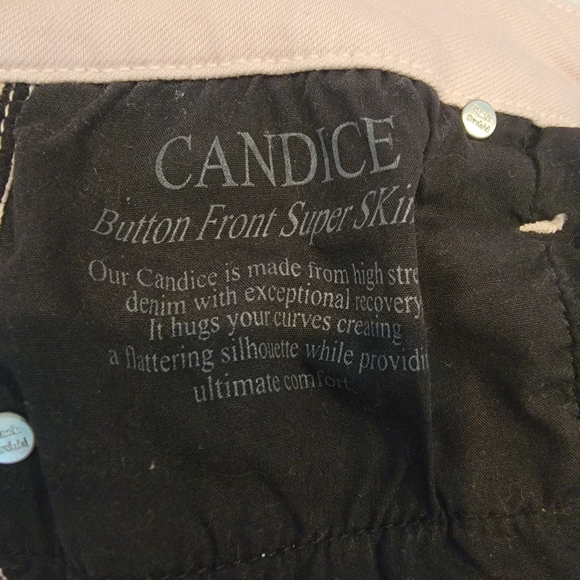 CANDICE
Button Front Super SKin
Our Candice is made from high stre
denim with exceptional recovery
It hugs your curves creating
a flattering silhouette while providi
ultimate comfort.